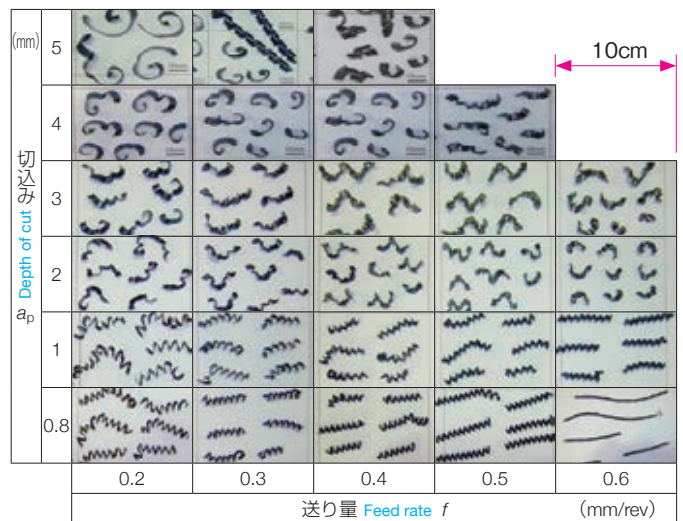 (mm)
5
10cm
4
切込み Depth of cut aₚ
3
2
1
0.8
0.2 0.3 0.4 0.5 0.6
送り量 Feed rate f (mm/rev)